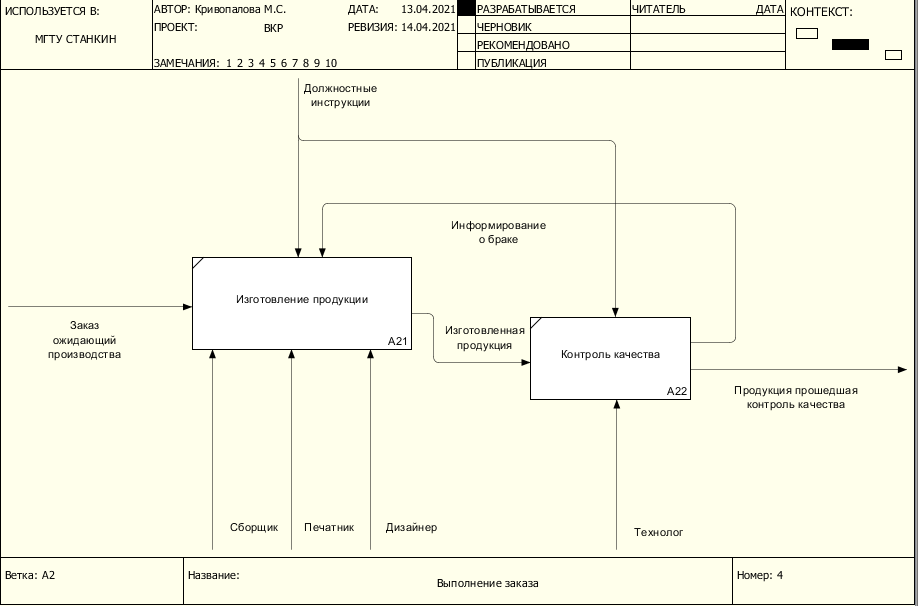 ИСПОЛЬЗУЕТСЯ В:
МГТУ СТАНКИН
АВТОР: Кривопалова М.С.
ДАТА: 13.04.2021
ПРОЕКТ: ВКР
РЕВИЗИЯ: 14.04.2021
ЗАМЕЧАНИЯ: 1 2 3 4 5 6 7 8 9 10
РАЗРАБАТЫВАЕТСЯ
ЧЕРНОВИК
РЕКОМЕНДОВАНО
ПУБЛИКАЦИЯ
ЧИТАТЕЛЬ
ДАТА
КОНТЕКСТ:
Должностные
инструкции
Информирование
о браке
Изготовление продукции
A21
Заказ
ожидающий
производства
Изготовленная
продукция
Контроль качества
A22
Продукция прошедшая
контроль качества
Сборщик
Печатник
Дизайнер
Технолог
Ветка: A2
Название:
Выполнение заказа
Номер: 4